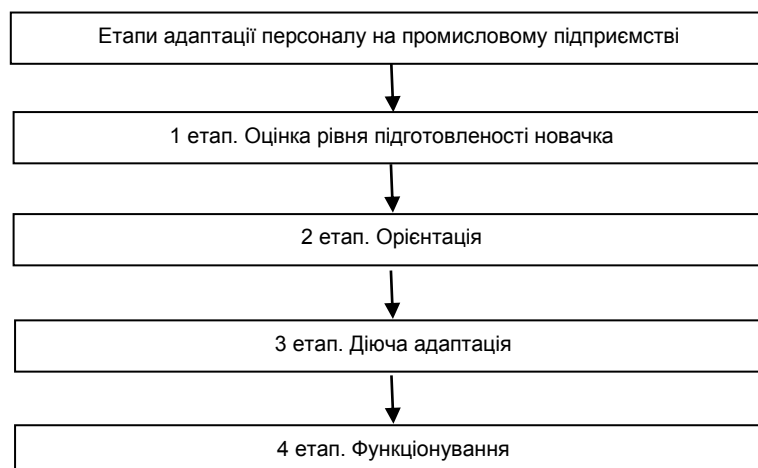 Етапи адаптації персоналу на промисловому підприємстві
1 етап. Оцінка рівня підготовленості новачка
2 етап. Орієнтація
3 етап. Діюча адаптація
4 етап. Функціонування